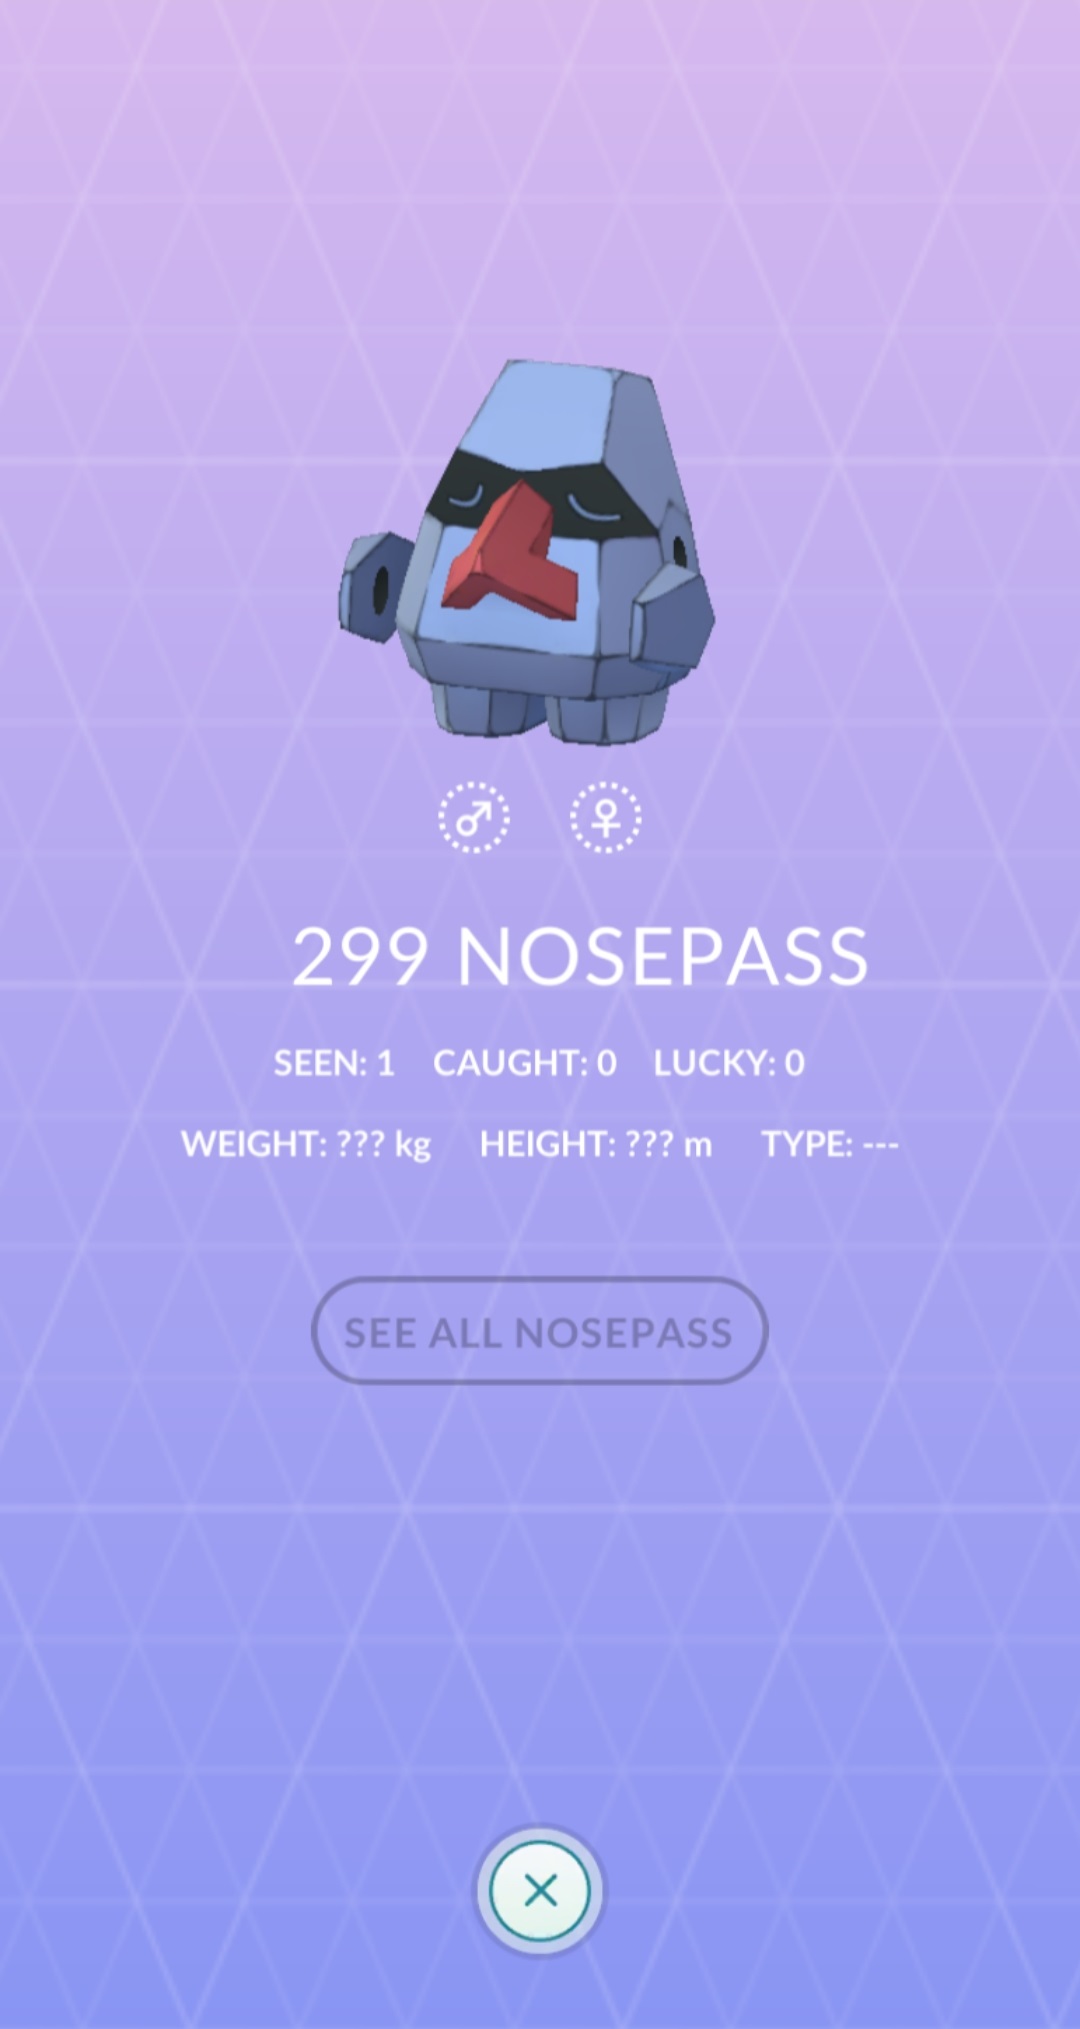 299 NOSEPASS
SEEN: 1 CAUGHT: 0 LUCKY: 0
WEIGHT: ??? kg HEIGHT: ??? m TYPE: ---
SEE ALL NOSEPASS